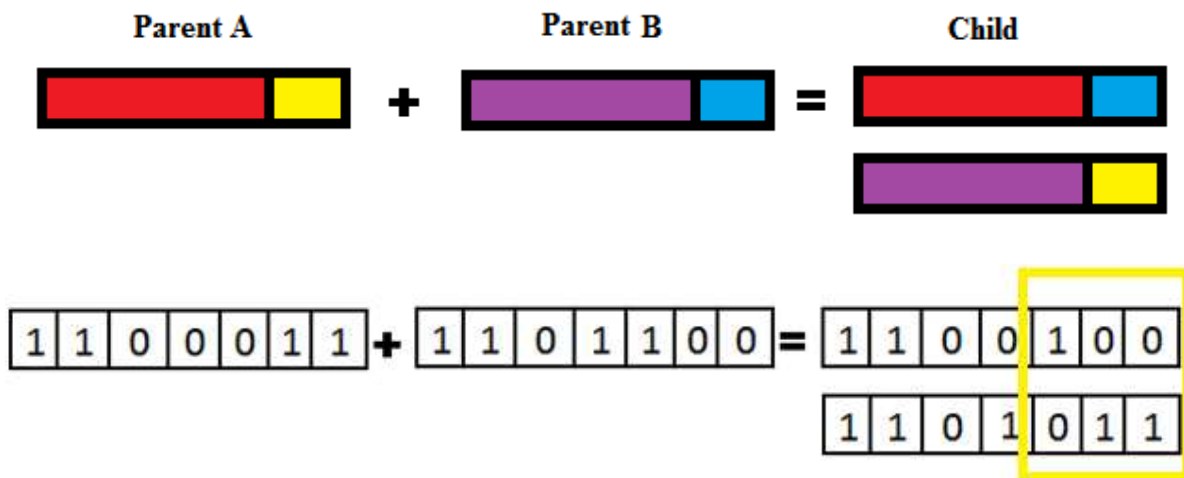 Parent A Parent B Child
+ =
1 1 0 0 0 1 1 + 1 1 0 1 1 0 0 = 1 1 0 0 1 0 0
1 1 0 1 0 1 1